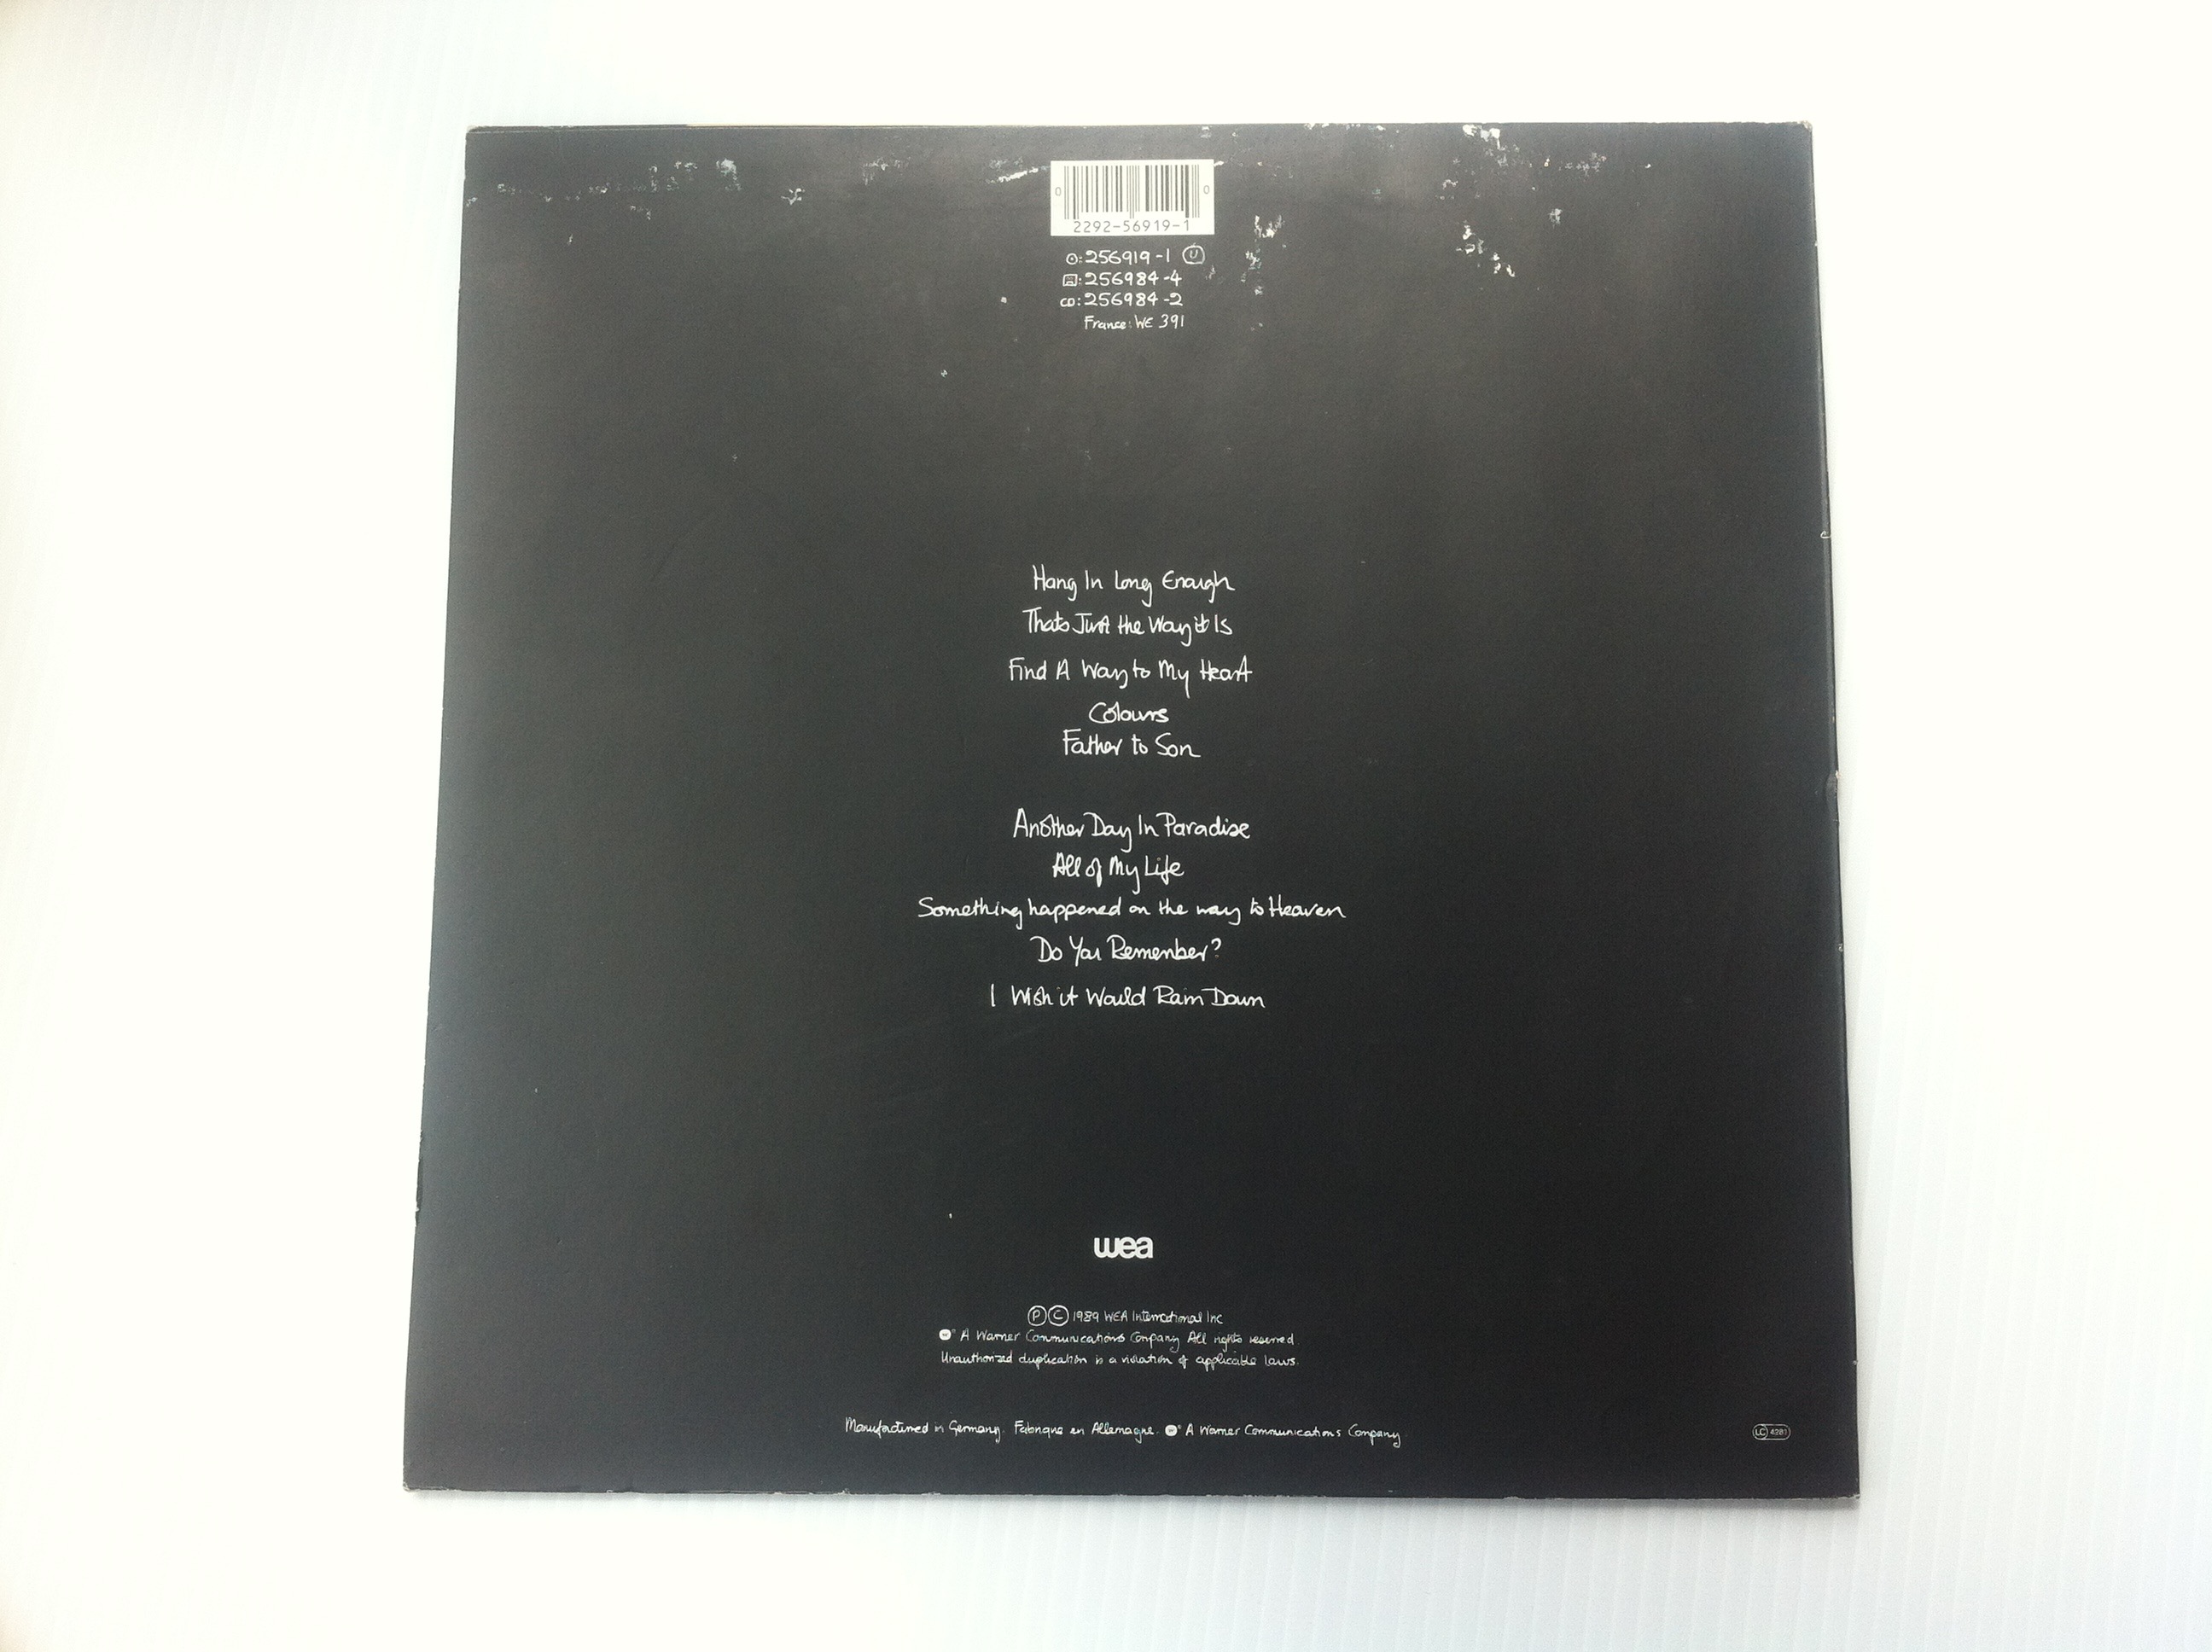 0 0
2292-56919-1
: 256919-1 U
: 256984-4
CD: 256984-2
France: WE 391
Hang In Long Enough
Thats Just the Way it Is
Find A Way to My Heart
Colours
Father to Son
Another Day In Paradise
All of My Life
Something happened on the way to Heaven
Do You Remember?
I Wish it Would Rain Down
wea
Ⓟ Ⓒ 1989 WEA International Inc
A Warner Communications Company All rights reserved
Unauthorized duplication is a violation of applicable laws.
Manufactured in Germany. Fabrique en Allemagne. A Warner Communications Company
LC 4281